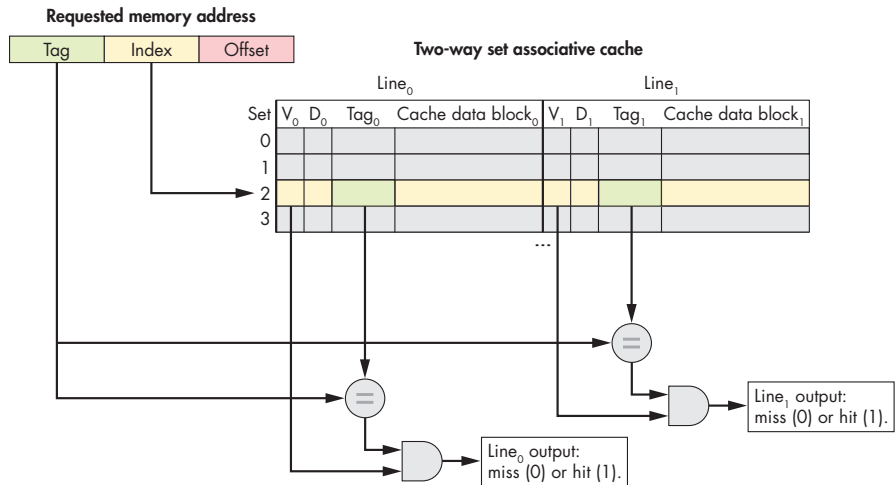 Requested memory address
Tag Index Offset
Two-way set associative cache
Line₀ Line₁
Set V₀ D₀ Tag₀ Cache data block₀ V₁ D₁ Tag₁ Cache data block₁
0
1
2
3
...
=
=
Line₁ output:
miss (0) or hit (1).
Line₀ output:
miss (0) or hit (1).